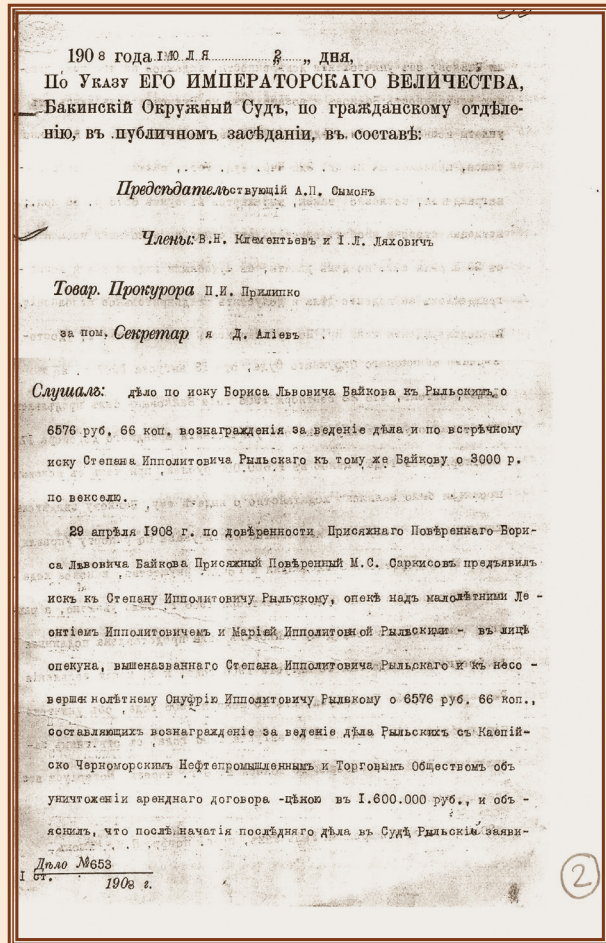 1908 года IЮЛЯ „ 2 „ дня,
По Указу ЕГО ИМПЕРАТОРСКАГО ВЕЛИЧЕСТВА,
Бакинскій Окружный Судъ, по гражданскому отдѣле-
нію, въ публичномъ засѣданіи, въ составѣ:
Предсѣдательствующій А.П. Сымонъ
Члены: В.Н. Клементьевъ и І.Л. Ляховичъ
Товар. Прокурора П.И. Прилипко
за пом. Секретар я Д. Аліевъ
Слушалъ: дѣло по иску Бориса Львовича Байкова къ Рыльскимъ о
6576 руб. 66 коп. вознагражденія за веденіе дѣла и по встрѣчному
иску Степана Ипполитовича Рыльскаго къ тому же Байкову о 3000 р.
по векселю.
29 апрѣля 1908 г. по довѣренности Присяжнаго Повѣреннаго Бори-
са Львовича Байкова Присяжный Повѣренный М.С. Саркисовъ предъявилъ
искъ къ Степану Ипполитовичу Рыльскому, опекѣ надъ малолѣтними Ле -
онтіемъ Ипполитовичемъ и Маріей Ипполитовной Рыльскими - въ лицѣ
опекуна, вышеназваннаго Степана Ипполитовича Рыльскаго и къ несо -
вершеннолѣтнему Онуфрію Ипполитовичу Рылькому о 6576 руб. 66 коп.,
составляющихъ вознагражденіе за веденіе дѣла Рыльскихъ съ Каспій-
ско Черноморскимъ Нефтепромышленнымъ и Торговымъ Обществомъ объ
уничтоженіи аренднаго договора -цѣною въ I.600.000 руб., и объ -
яснилъ, что послѣ начатія послѣдняго дѣла въ Судѣ, Рыльскіе заяви-
Дѣло №653
I ст.
1908 г.
2